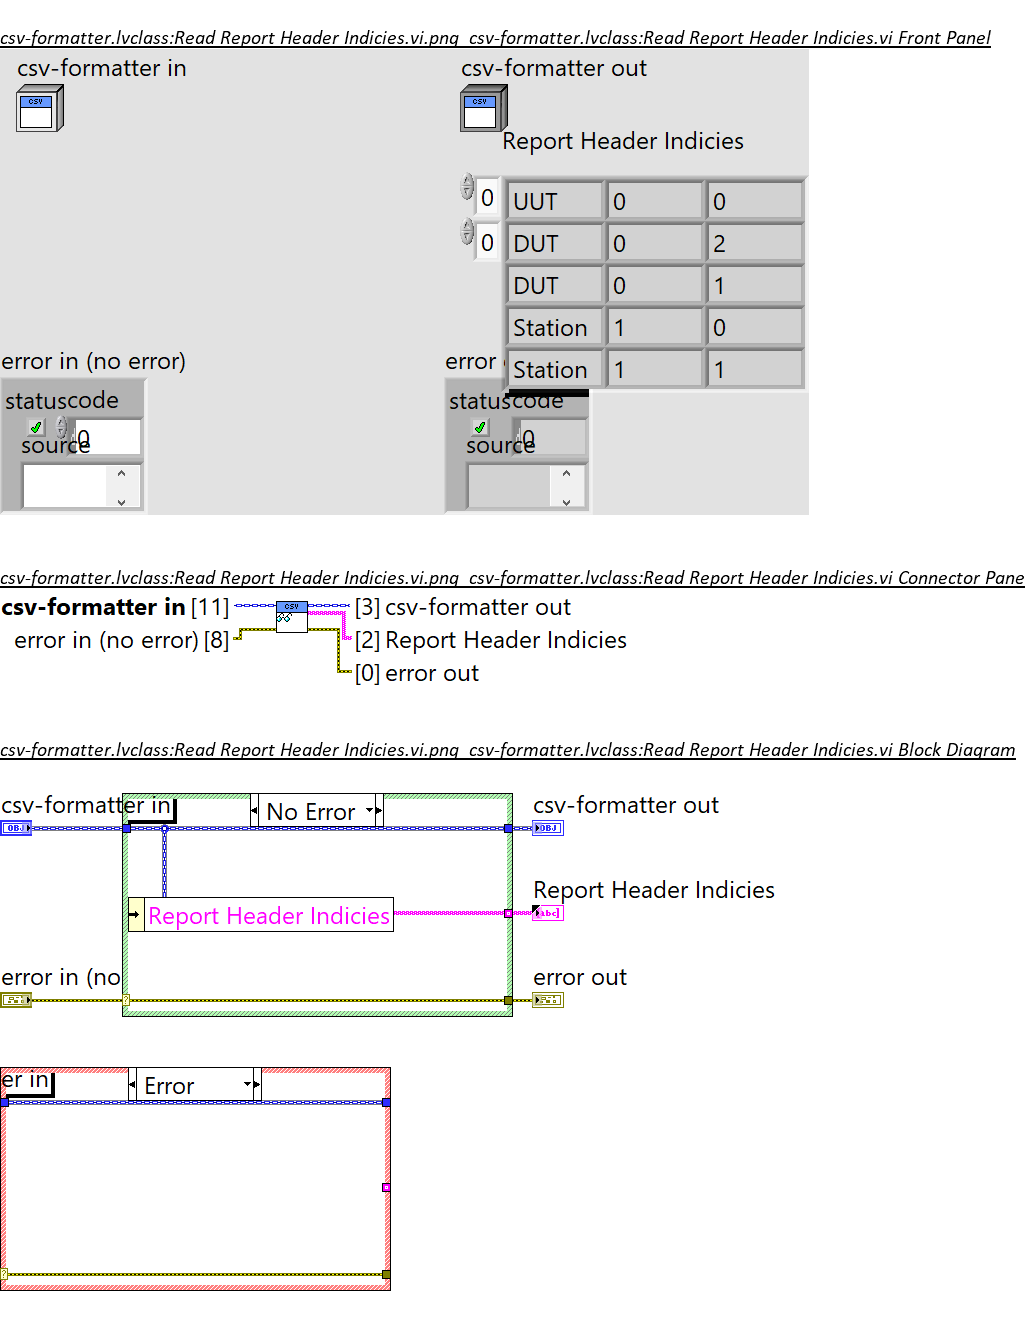 csv-formatter.lvclass:Read Report Header Indicies.vi.png csv-formatter.lvclass:Read Report Header Indicies.vi Front Panel
csv-formatter in
csv-formatter out
CSV
CSV
Report Header Indicies
0 UUT 0 0
0 DUT 0 2
DUT 0 1
Station 1 0
Station 1 1
error in (no error)
error
status code
status code
0
0
source
source
csv-formatter.lvclass:Read Report Header Indicies.vi.png csv-formatter.lvclass:Read Report Header Indicies.vi Connector Pane
csv-formatter in [11]
CSV
[3] csv-formatter out
error in (no error) [8]
[2] Report Header Indicies
[0] error out
csv-formatter.lvclass:Read Report Header Indicies.vi.png csv-formatter.lvclass:Read Report Header Indicies.vi Block Diagram
csv-formatter in
No Error
csv-formatter out
OBJ
OBJ
Report Header Indicies
Report Header Indicies
abc]
error in (no
error out
?
er in
Error
?